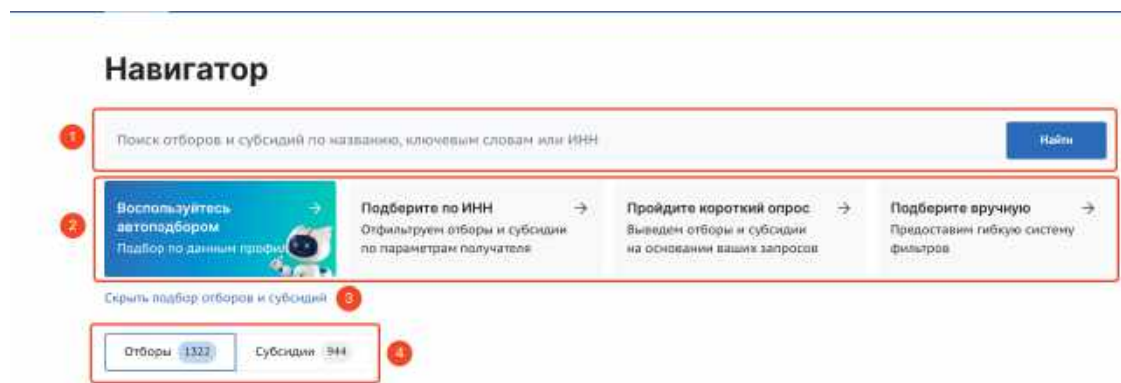 Навигатор
1
Поиск отборов и субсидий по названию, ключевым словам или ИНН
Найти
2
Воспользуйтесь
автоподбором
Подбор по данным
Подберите по ИНН
Отфильтруем отборы и субсидии
по параметрам получателя
Пройдите короткий опрос
Выведем отборы и субсидии
на основании ваших запросов
Подберите вручную
Предоставим гибкую систему
фильтров
Скрыть подбор отборов и субсидий
3
Отборы 1322
Субсидии 944
4